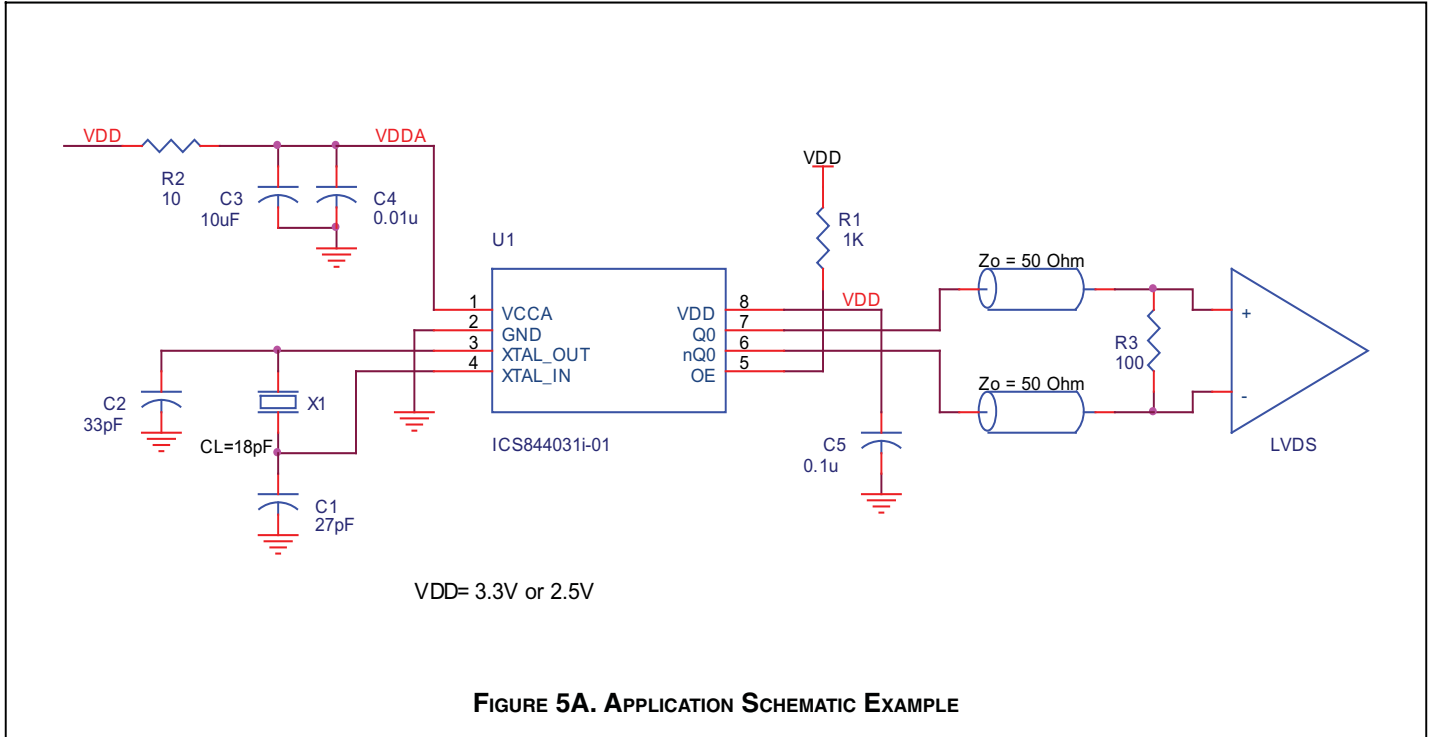 VDD
VDDA
R2
10
C3
10uF
C4
0.01u
VDD
R1
1K
U1
1
2
3
4
VCCA
GND
XTAL_OUT
XTAL_IN
VDD
Q0
nQ0
OE
8
7
6
5
VDD
ICS844031i-01
Zo = 50 Ohm
Zo = 50 Ohm
R3
100
+
-
LVDS
C2
33pF
X1
CL=18pF
C1
27pF
C5
0.1u
VDD= 3.3V or 2.5V
FIGURE 5A. APPLICATION SCHEMATIC EXAMPLE